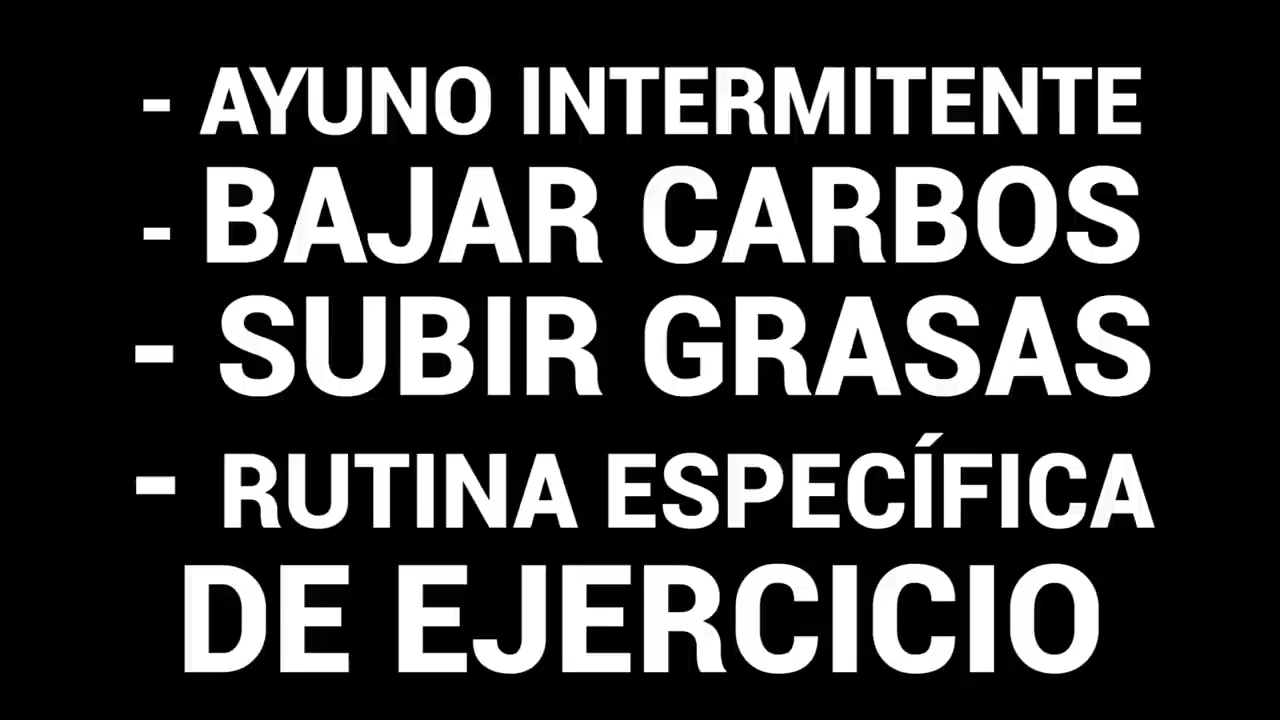 - AYUNO INTERMITENTE
- BAJAR CARBOS
- SUBIR GRASAS
- RUTINA ESPECÍFICA
DE EJERCICIO